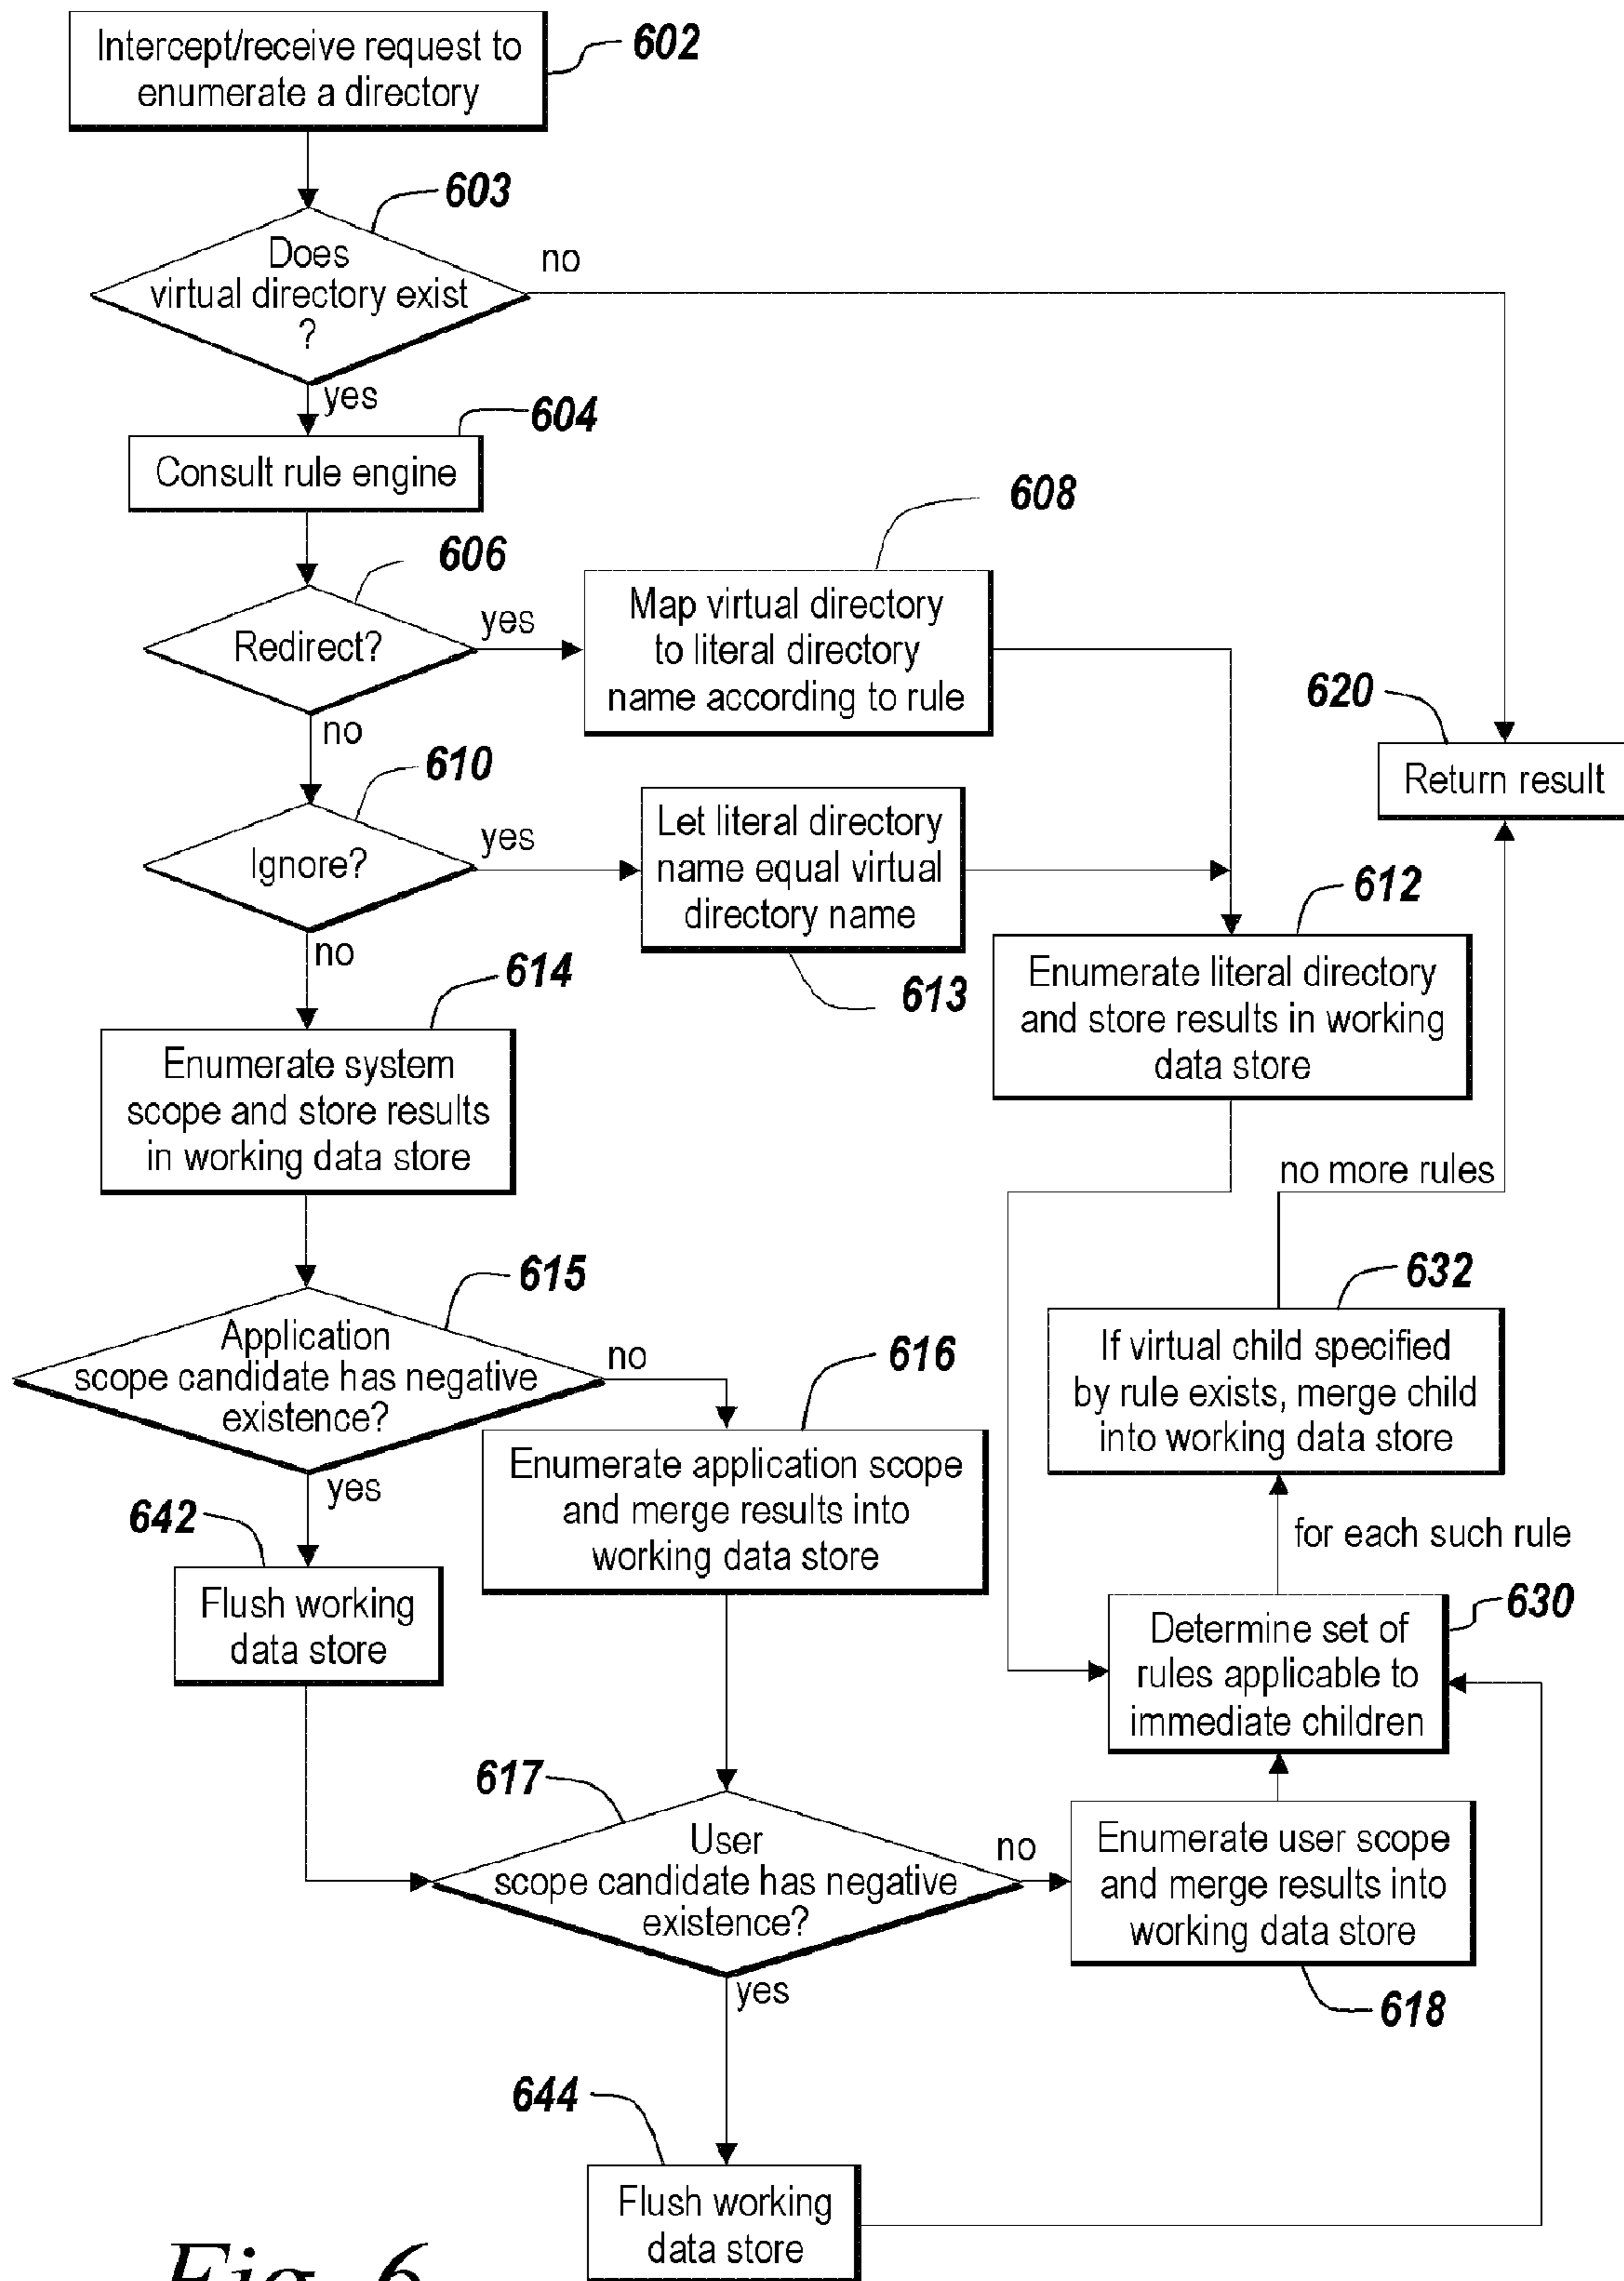 Intercept/receive request to
enumerate a directory
602
603
Does
virtual directory exist
?
no
yes
604
Consult rule engine
606
608
Redirect?
yes
Map virtual directory
to literal directory
name according to rule
no
620
Return result
610
Ignore?
yes
Let literal directory
name equal virtual
directory name
613
no
612
Enumerate literal directory
and store results in working
data store
614
Enumerate system
scope and store results
in working data store
no more rules
615
Application
scope candidate has negative
existence?
no
616
632
If virtual child specified
by rule exists, merge child
into working data store
Enumerate application scope
and merge results into
working data store
yes
642
Flush working
data store
for each such rule
630
Determine set of
rules applicable to
immediate children
617
User
scope candidate has negative
existence?
no
Enumerate user scope
and merge results into
working data store
618
yes
644
Flush working
data store
Fig. 6